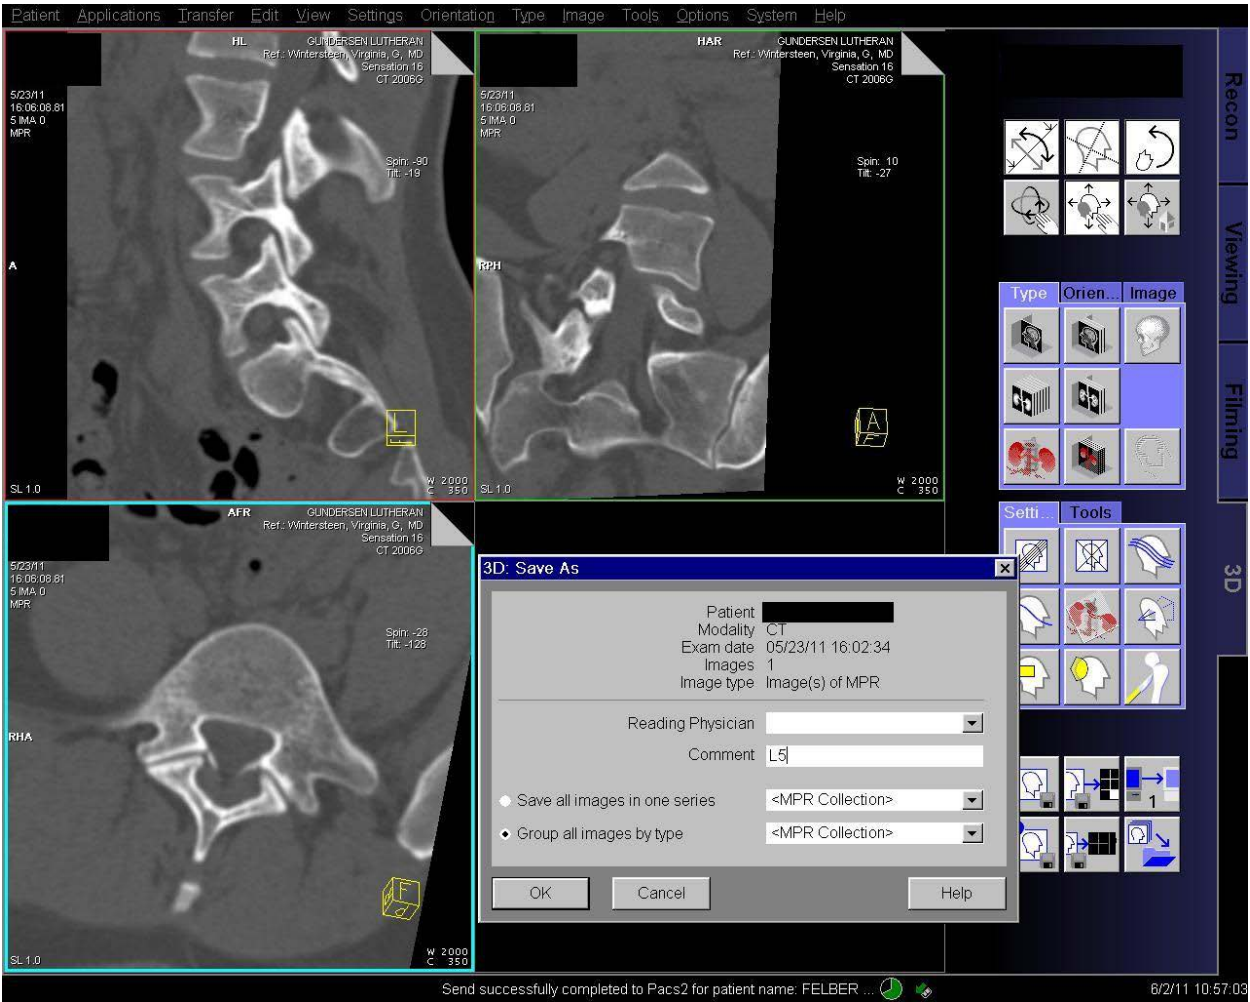 Patient Applications Transfer Edit View Settings Orientation Type Image Tools Options System Help
HL
GUNDERSEN LUTHERAN
Ref.: Wintersteen, Virginia, G, MD
Sensation 16
CT 2006G
5/23/11
16:06:08.81
5 IMA 0
MPR
Spin: -90
Tilt: -19
A
L
SL 1.0
W 2000
C 350
HAR
GUNDERSEN LUTHERAN
Ref.: Wintersteen, Virginia, G, MD
Sensation 16
CT 2006G
5/23/11
16:06:08.81
5 IMA 0
MPR
Spin: 10
Tilt: -27
RPH
A
F
SL 1.0
W 2000
C 350
AFR
GUNDERSEN LUTHERAN
Ref.: Wintersteen, Virginia, G, MD
Sensation 16
CT 2006G
5/23/11
16:06:08.81
5 IMA 0
MPR
Spin: -28
Tilt: -128
RHA
F
SL 1.0
W 2000
C 350
3D: Save As
Patient
Modality CT
Exam date 05/23/11 16:02:34
Images 1
Image type Image(s) of MPR
Reading Physician
Comment L5
Save all images in one series <MPR Collection>
Group all images by type <MPR Collection>
OK Cancel Help
Type Orien... Image
Setti... Tools
1
Recon
Viewing
Filming
3D
Send successfully completed to Pacs2 for patient name: FELBER ...
6/2/11 10:57:03